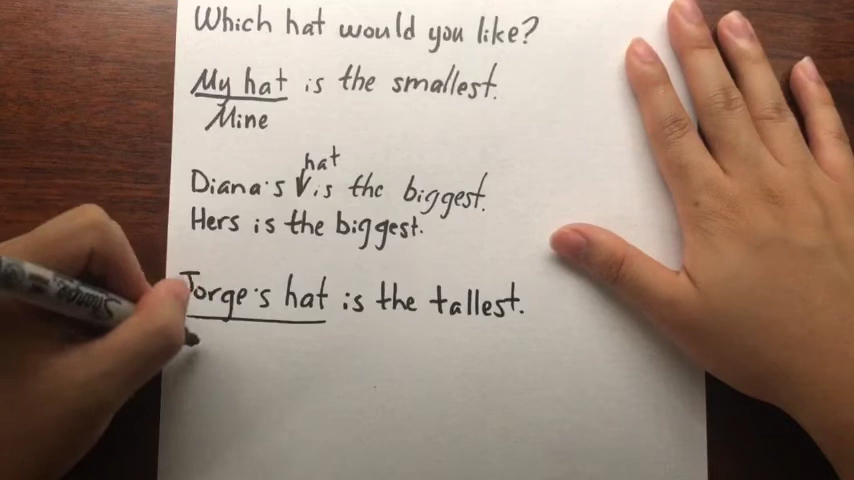 Which hat would you like?
My hat is the smallest.
Mine
hat
Diana's is the biggest.
Hers is the biggest.
Jorge's hat is the tallest.
Sharpie